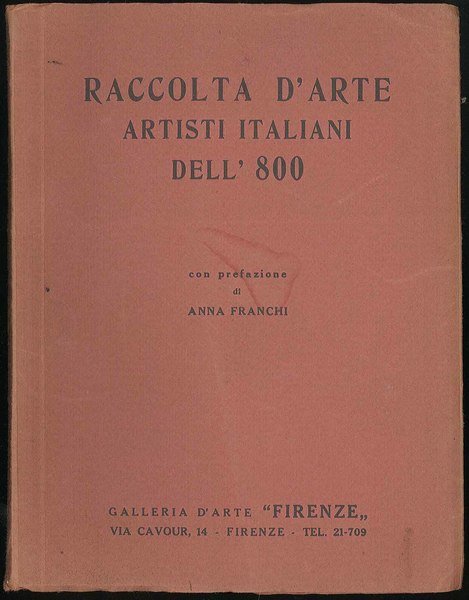 RACCOLTA D'ARTE
ARTISTI ITALIANI
DELL' 800
con prefazione
di
ANNA FRANCHI
GALLERIA D'ARTE "FIRENZE„
VIA CAVOUR, 14 - FIRENZE - TEL. 21-709